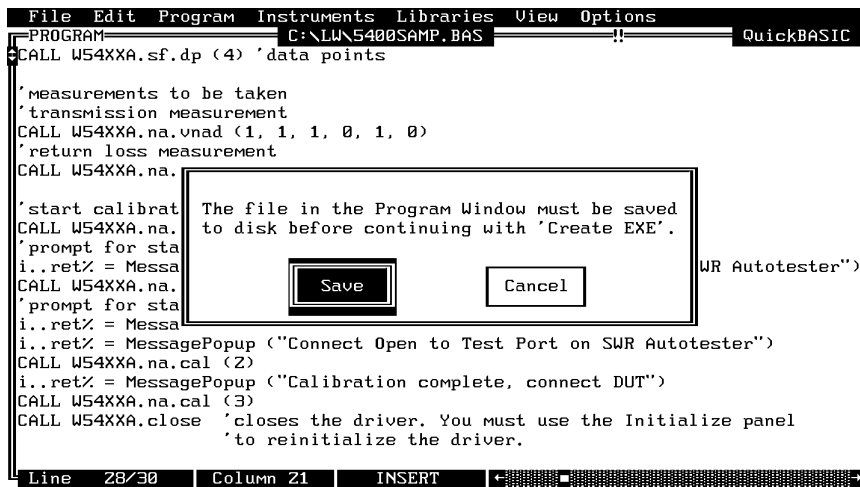 File Edit Program Instruments Libraries View Options
PROGRAM C:\LW\5400SAMP.BAS !! QuickBASIC
CALL W54XXA.sf.dp (4) 'data points
'measurements to be taken
'transmission measurement
CALL W54XXA.na.vnad (1, 1, 1, 0, 1, 0)
'return loss measurement
CALL W54XXA.na.
'start calibrat
CALL W54XXA.na.
'prompt for sta
i..ret% = Messa WR Autotester")
CALL W54XXA.na.
'prompt for sta
i..ret% = Messa
The file in the Program Window must be saved
to disk before continuing with 'Create EXE'.
Save Cancel
i..ret% = MessagePopup ("Connect Open to Test Port on SWR Autotester")
CALL W54XXA.na.cal (2)
i..ret% = MessagePopup ("Calibration complete, connect DUT")
CALL W54XXA.na.cal (3)
CALL W54XXA.close 'closes the driver. You must use the Initialize panel
'to reinitialize the driver.
Line 28/30 Column 21 INSERT